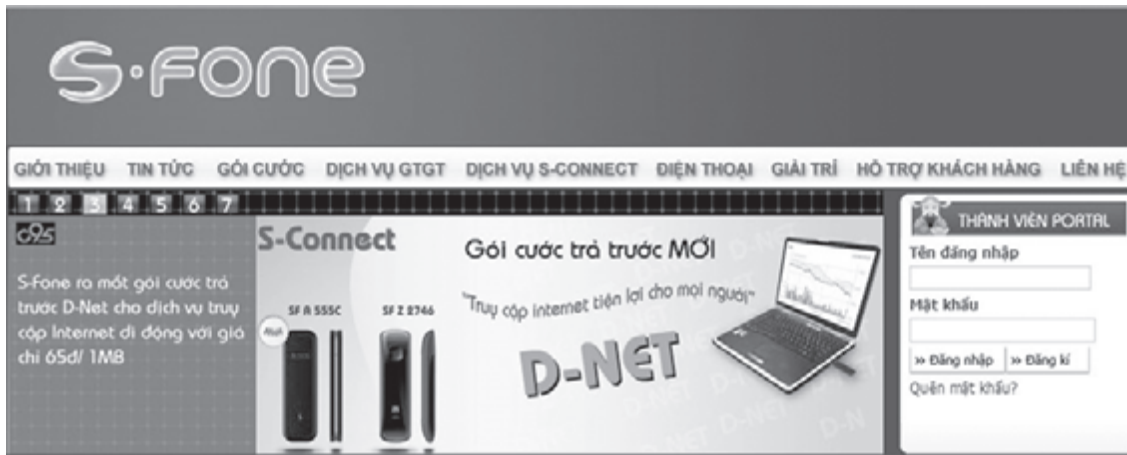 S·FONE
GIỚI THIỆU TIN TỨC GÓI CƯỚC DỊCH VỤ GTGT DỊCH VỤ S-CONNECT ĐIỆN THOẠI GIẢI TRÍ HỖ TRỢ KHÁCH HÀNG LIÊN HỆ
1 2 3 4 5 6 7
095
S-Fone ra mắt gói cước trả
trước D-Net cho dịch vụ truy
cập Internet di động với giá
chỉ 65đ/ 1MB
S-Connect
SF A 555C SF Z 2746
Gói cước trả trước MỚI
"Truy cập internet tiện lợi cho mọi người"
D-NET
THÀNH VIÊN PORTAL
Tên đăng nhập
Mật khẩu
» Đăng nhập » Đăng kí
Quên mật khẩu?